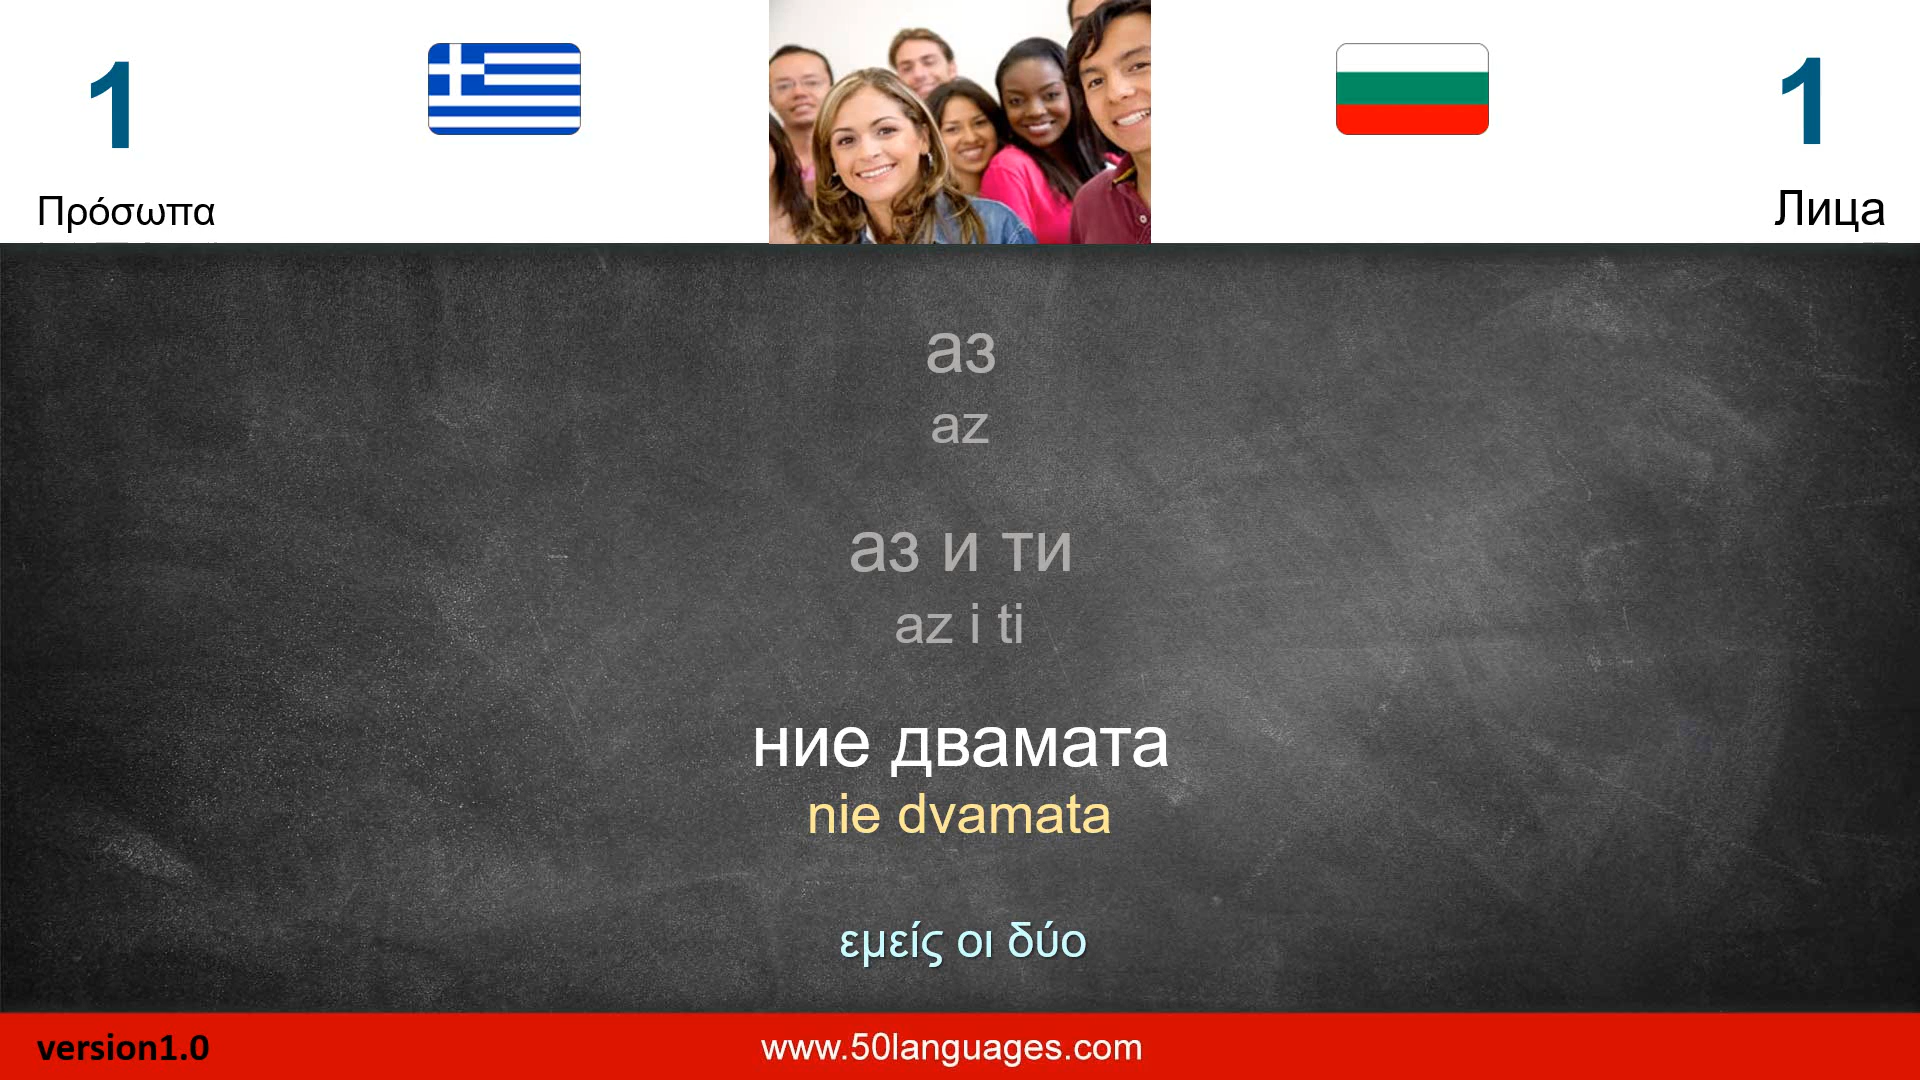 1
1
Πρόσωπα
Лица
аз
az
аз и ти
az i ti
ние двамата
nie dvamata
εμείς οι δύο
version1.0
www.50languages.com